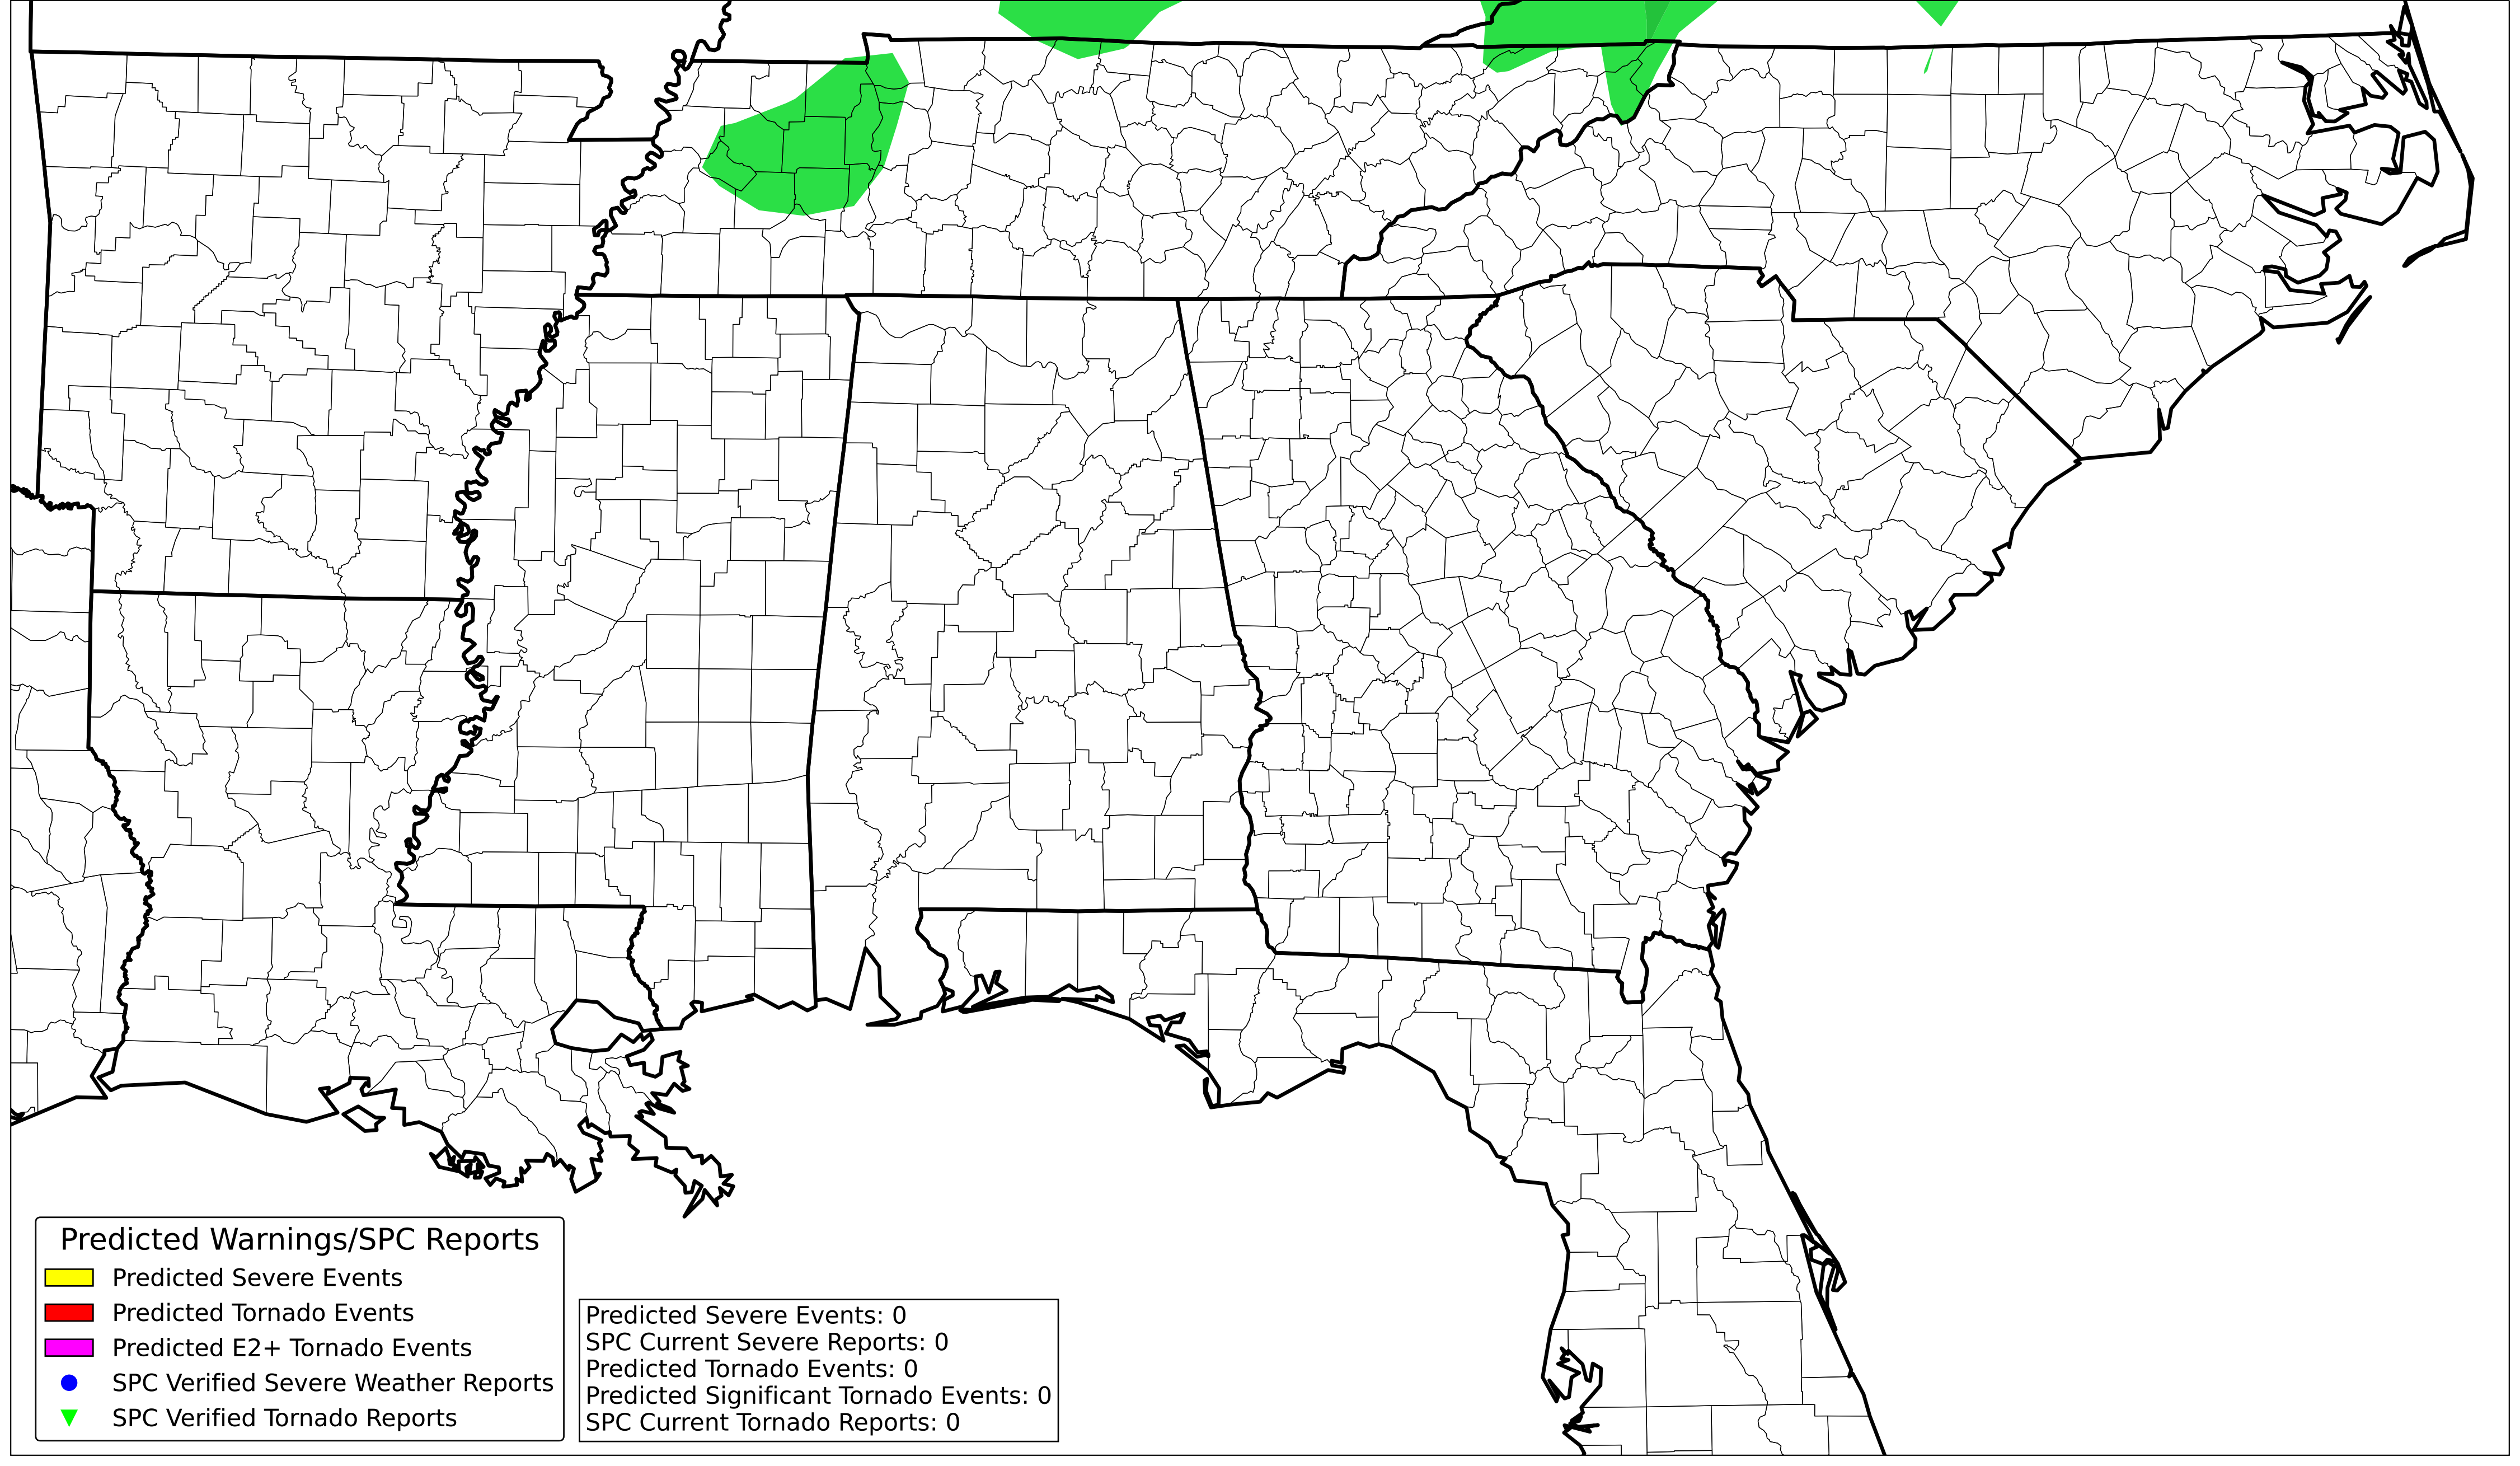 Predicted Warnings/SPC Reports
Predicted Severe Events
Predicted Tornado Events
Predicted E2+ Tornado Events
SPC Verified Severe Weather Reports
SPC Verified Tornado Reports
Predicted Severe Events: 0
SPC Current Severe Reports: 0
Predicted Tornado Events: 0
Predicted Significant Tornado Events: 0
SPC Current Tornado Reports: 0